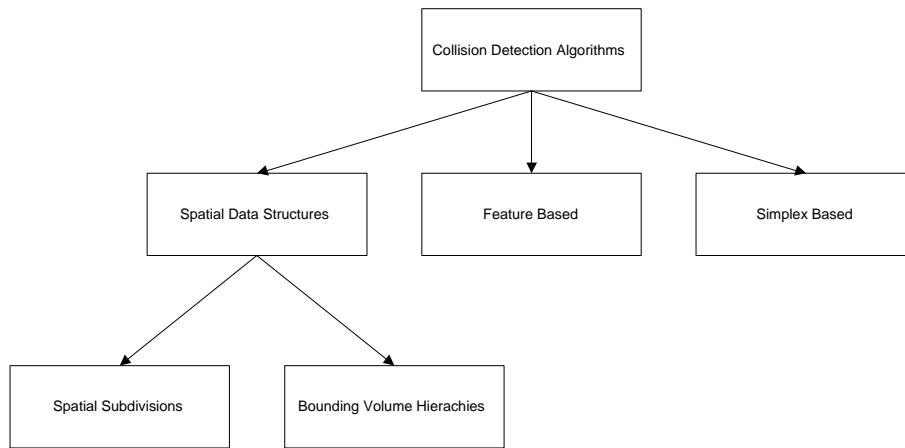 Collision Detection Algorithms
Spatial Data Structures
Feature Based
Simplex Based
Spatial Subdivisions
Bounding Volume Hierachies